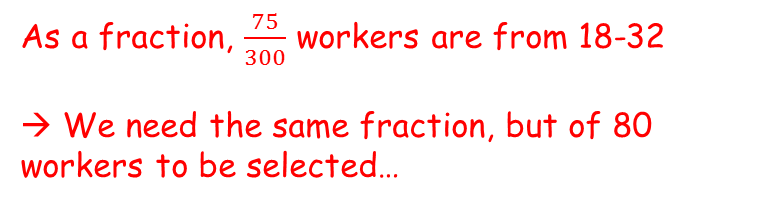 As a fraction, 75/300 workers are from 18-32
→ We need the same fraction, but of 80
workers to be selected…